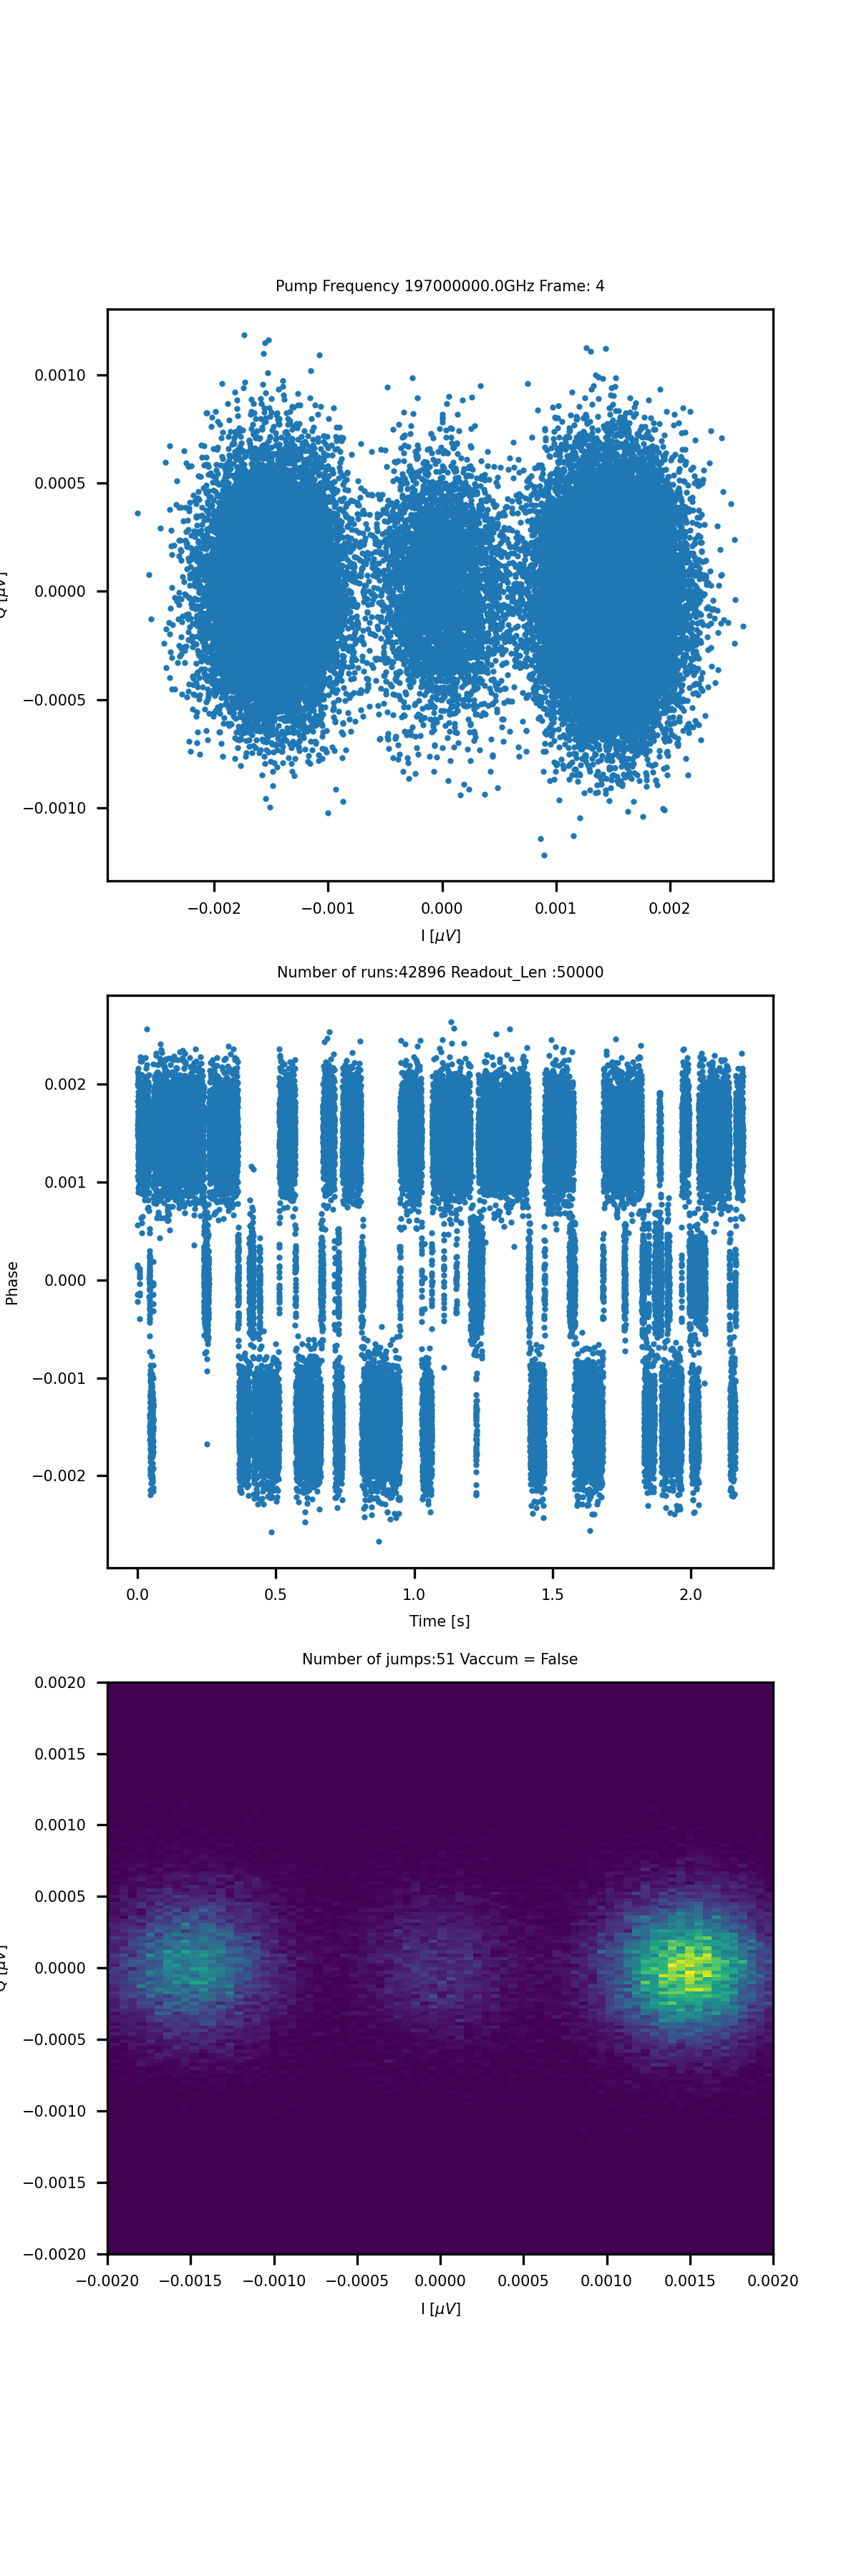 Pump Frequency 197000000.0GHz Frame: 4
0.0010
0.0005
0.0000
−0.0005
−0.0010
−0.002 −0.001 0.000 0.001 0.002
I [μV]
Number of runs:42896 Readout_Len :50000
Phase
0.002
0.001
0.000
−0.001
−0.002
0.0 0.5 1.0 1.5 2.0
Time [s]
Number of jumps:51 Vaccum = False
0.0020
0.0015
0.0010
0.0005
0.0000
−0.0005
−0.0010
−0.0015
−0.0020
−0.0020 −0.0015 −0.0010 −0.0005 0.0000 0.0005 0.0010 0.0015 0.0020
I [μV]